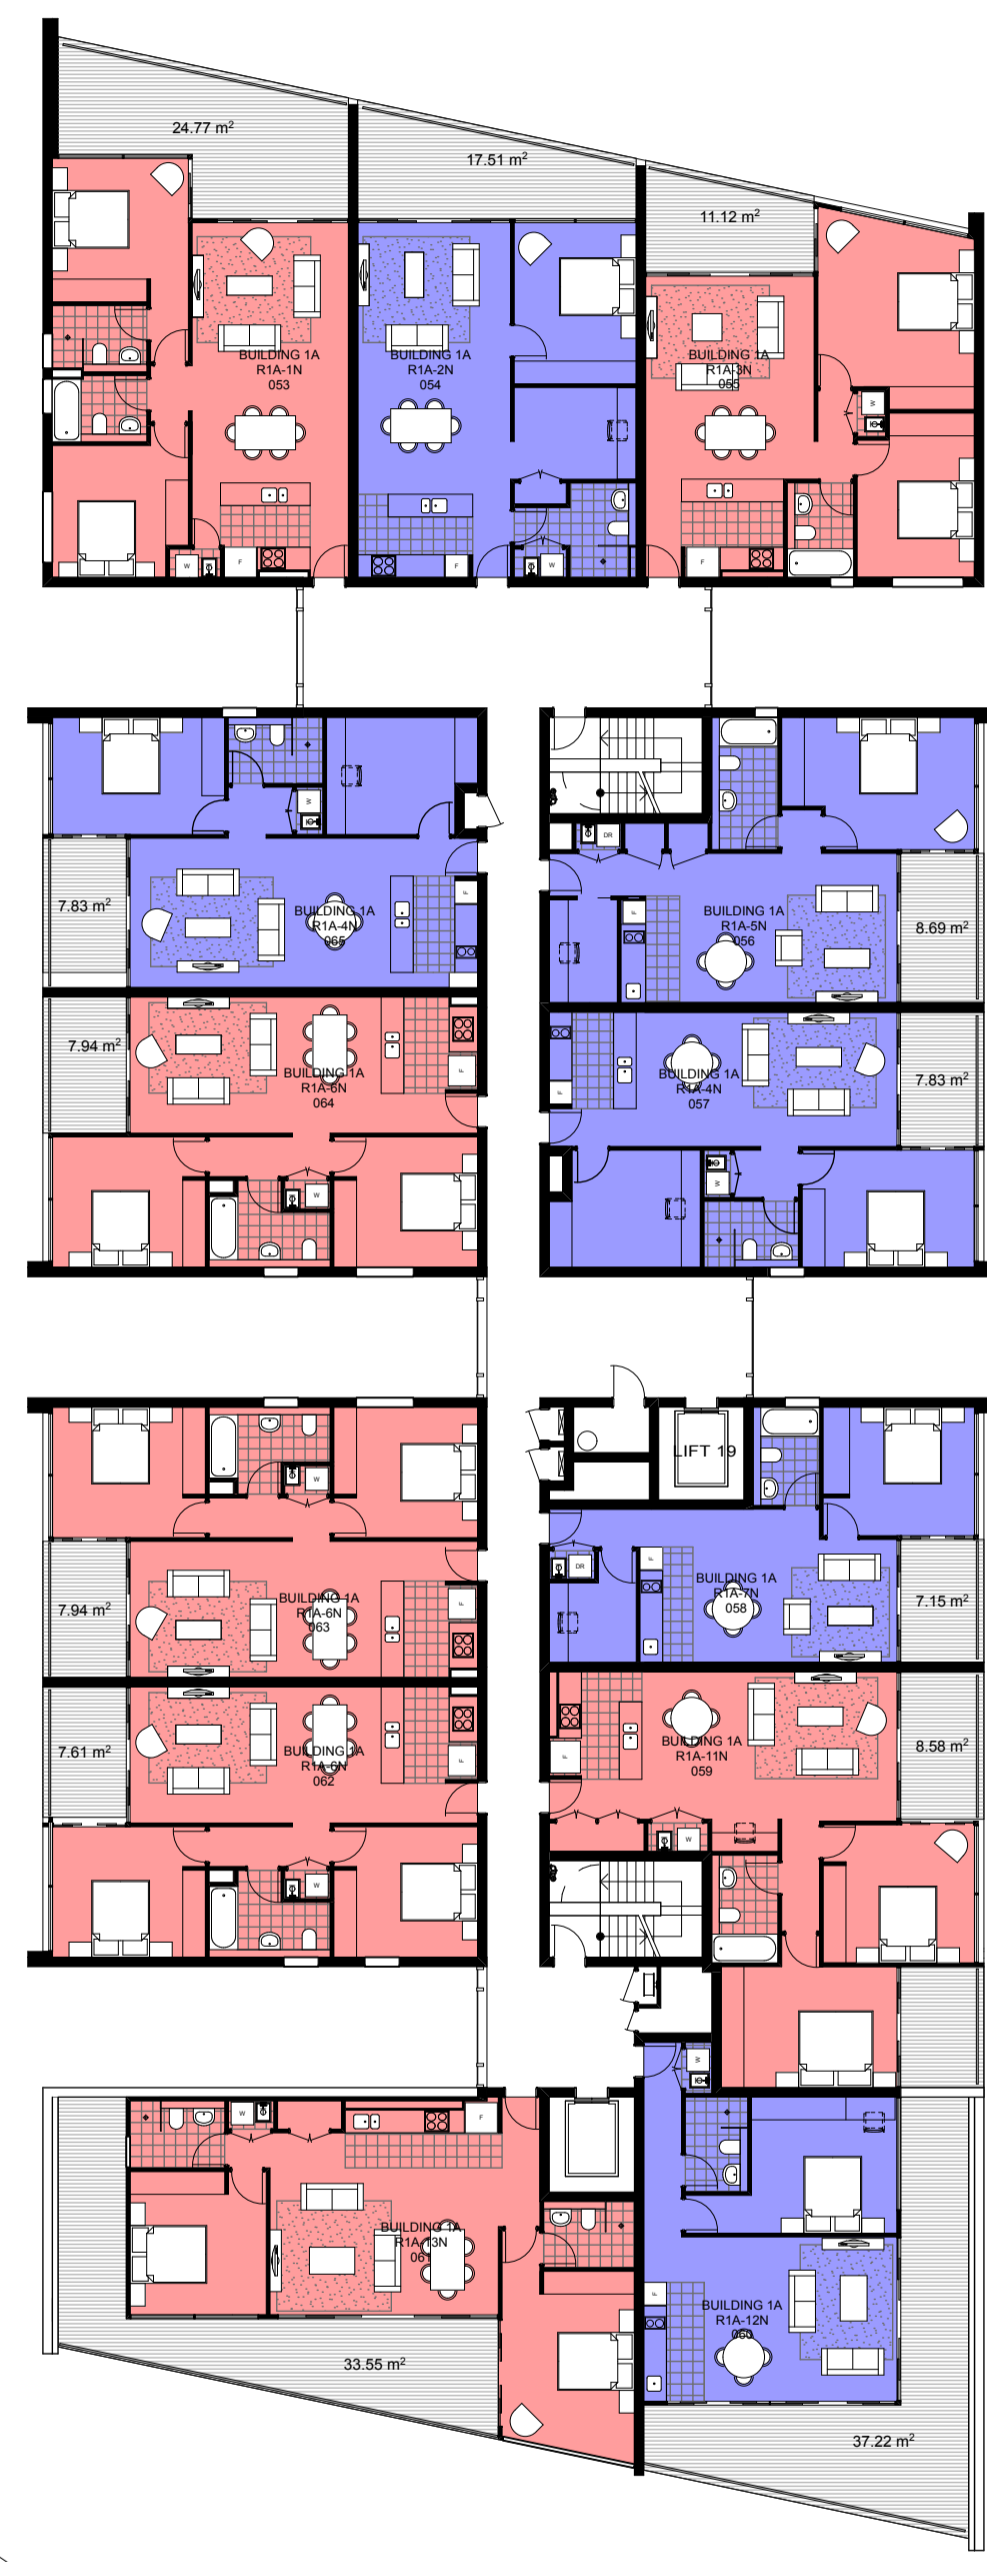 24.77 m²
17.51 m²
11.12 m²
BUILDING 1A
R1A-1N
053
BUILDING 1A
R1A-2N
054
BUILDING 1A
R1A-3N
055
W
F
F
W
F
W
W
DR
F
F
7.83 m²
BUILDING 1A
R1A-4N
065
BUILDING 1A
R1A-5N
056
8.69 m²
7.94 m²
BUILDING 1A
R1A-6N
064
F
BUILDING 1A
R1A-4N
057
F
7.83 m²
W
W
LIFT 19
W
7.94 m²
BUILDING 1A
R1A-6N
063
F
DR
F
BUILDING 1A
R1A-7N
058
7.15 m²
7.61 m²
BUILDING 1A
R1A-6N
062
F
F
BUILDING 1A
R1A-11N
059
8.58 m²
W
W
W
W
F
BUILDING 1A
R1A-13N
061
F
BUILDING 1A
R1A-12N
060
33.55 m²
37.22 m²